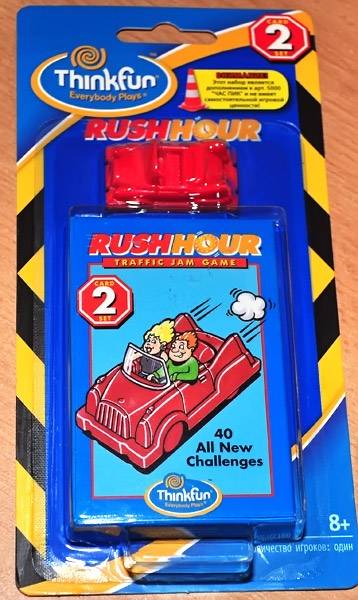 Thinkfun
Everybody Plays
CARD
2
SET
ВНИМАНИЕ!
Этот набор является
дополнением к арт. 5000
"ЧАС ПИК" и не имеет
самостоятельной игровой
ценности!
RUSH HOUR
RUSH HOUR
TRAFFIC JAM GAME
CARD
2
SET
40
All New
Challenges
Thinkfun
Everybody Plays
8+
игроков: один